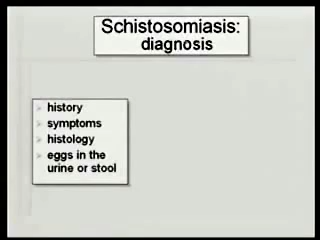 Schistosomiasis:
diagnosis
history
symptoms
histology
eggs in the
urine or stool